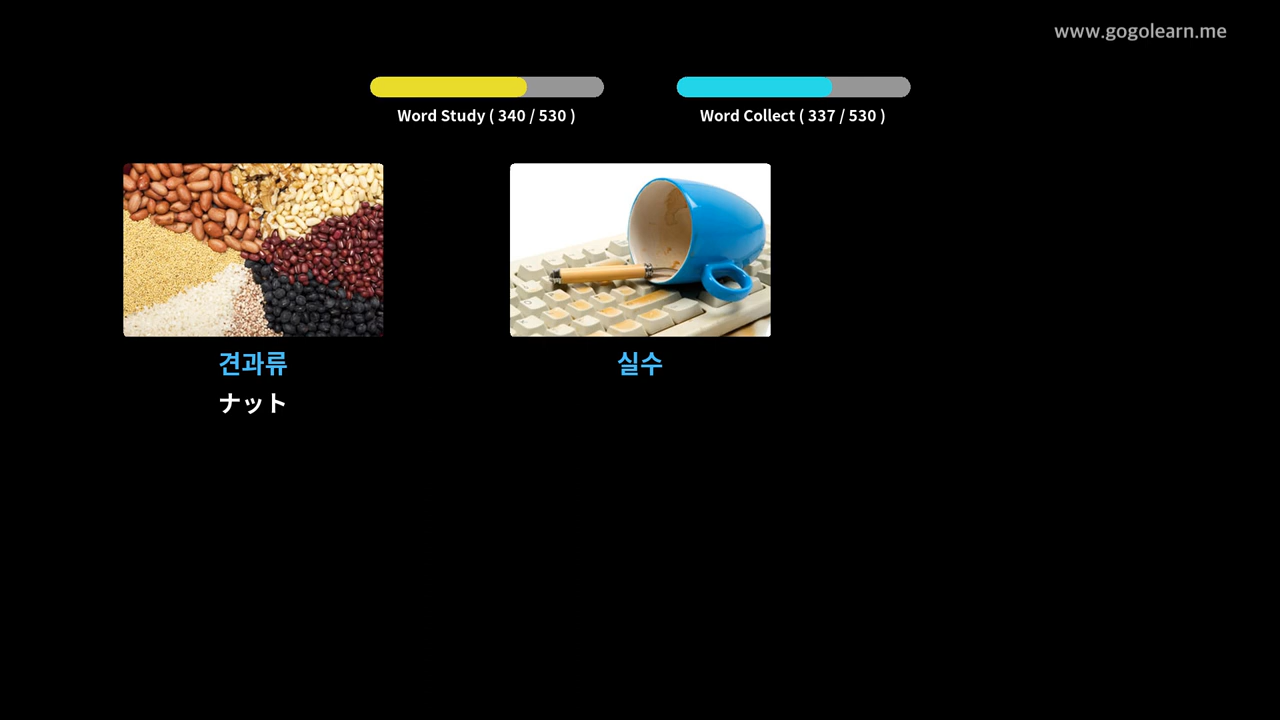 www.gogolearn.me
Word Study ( 340 / 530 )
Word Collect ( 337 / 530 )
견과류
ナット
실수